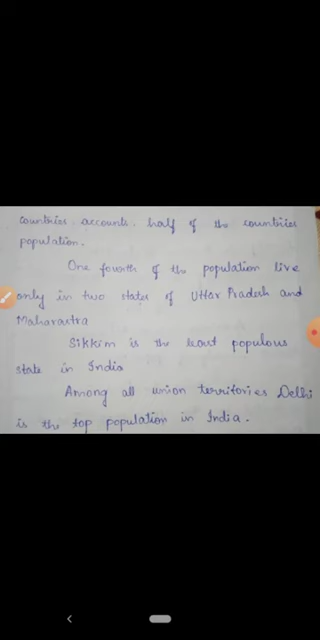 countries accounts. half of the countries
population.
One fourth of the population live
only in two states of Uttar Pradesh and
Maharastra
Sikkim is the least populous
state in India
Among all union territories Delhi
is the top population in India.